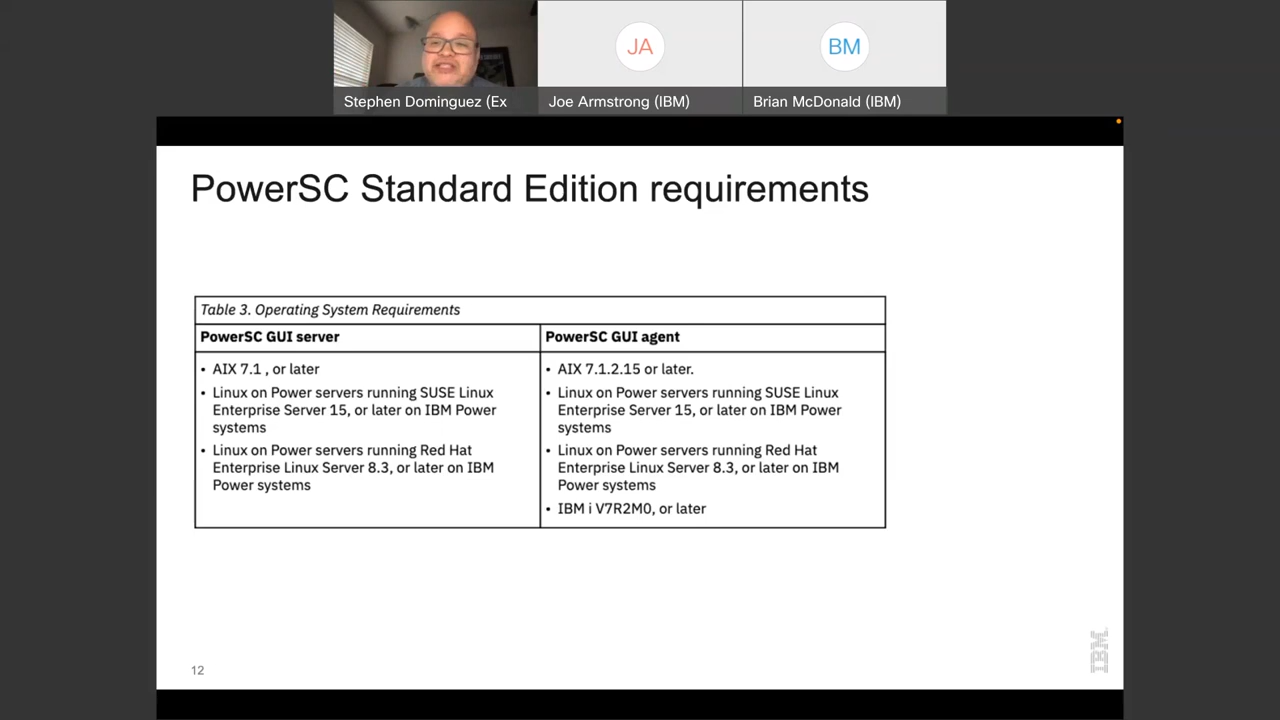 JA
BM
Stephen Dominguez (Ex
Joe Armstrong (IBM)
Brian McDonald (IBM)
PowerSC Standard Edition requirements
Table 3. Operating System Requirements
PowerSC GUI server
PowerSC GUI agent
• AIX 7.1 , or later
• Linux on Power servers running SUSE Linux
Enterprise Server 15, or later on IBM Power
systems
• Linux on Power servers running Red Hat
Enterprise Linux Server 8.3, or later on IBM
Power systems
• AIX 7.1.2.15 or later.
• Linux on Power servers running SUSE Linux
Enterprise Server 15, or later on IBM Power
systems
• Linux on Power servers running Red Hat
Enterprise Linux Server 8.3, or later on IBM
Power systems
• IBM i V7R2M0, or later
12
IBM